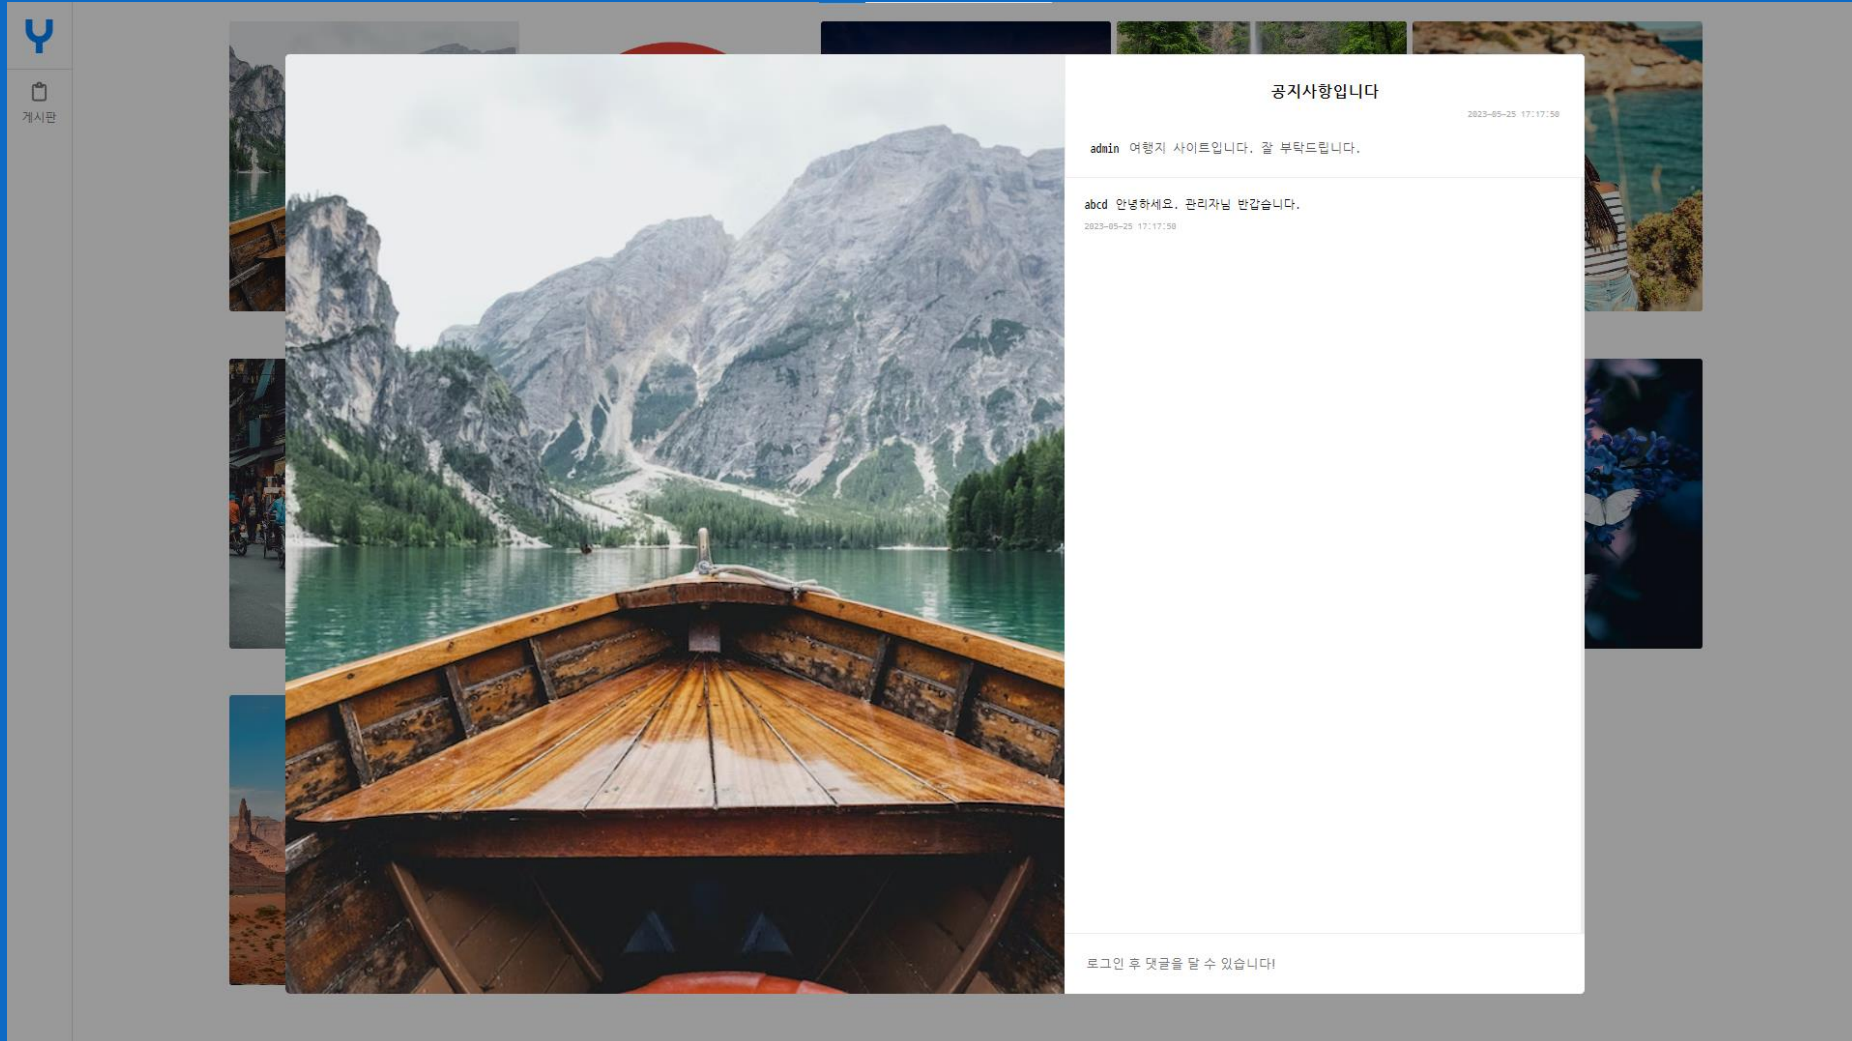 게시판
공지사항입니다
2023-05-25 17:17:50
admin 여행지 사이트입니다. 잘 부탁드립니다.
abcd 안녕하세요. 관리자님 반갑습니다.
2023-05-25 17:17:50
로그인 후 댓글을 달 수 있습니다!